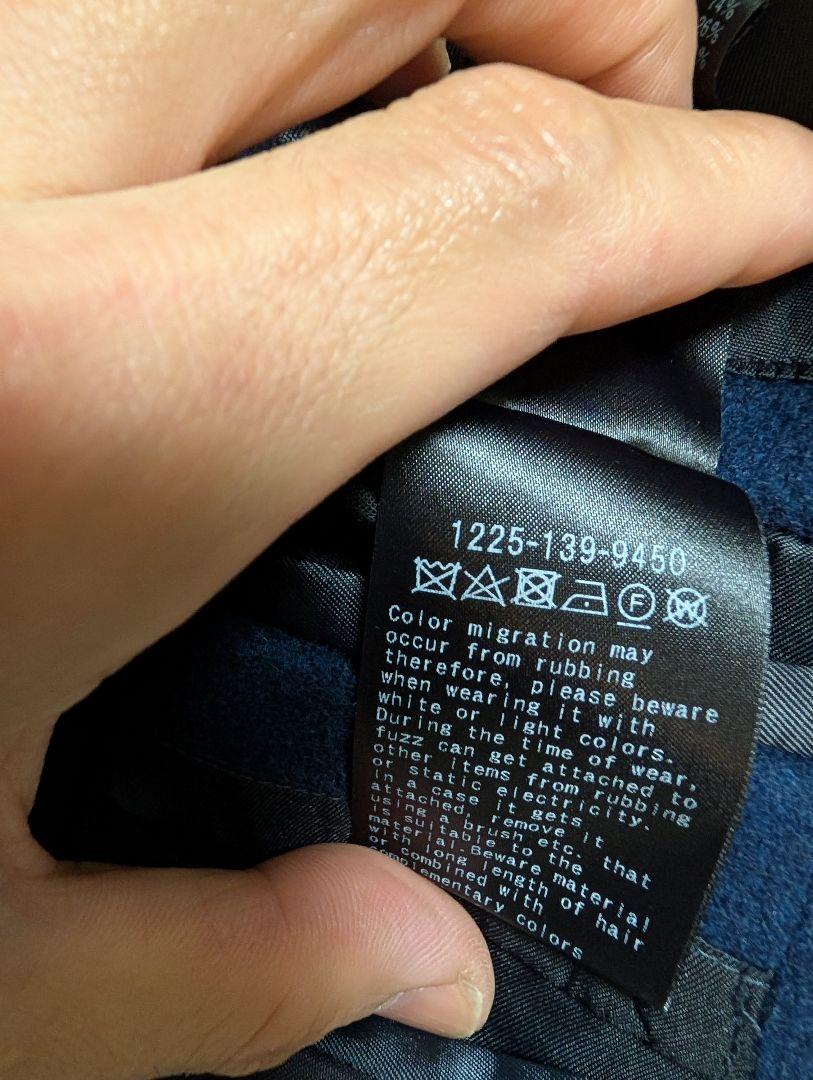 14%
26%
%
1225-139-9450
F
W
Color migration may
occur from rubbing
therefore, please beware
when wearing it with
white or light colors.
During the time of wear,
fuzz can get attached to
other items from rubbing
or static electricity.
In a case it gets
attached, remove it
using a brush etc. that
is suitable to the
material.Beware material
with long length of hair
or combined with
complementary colors